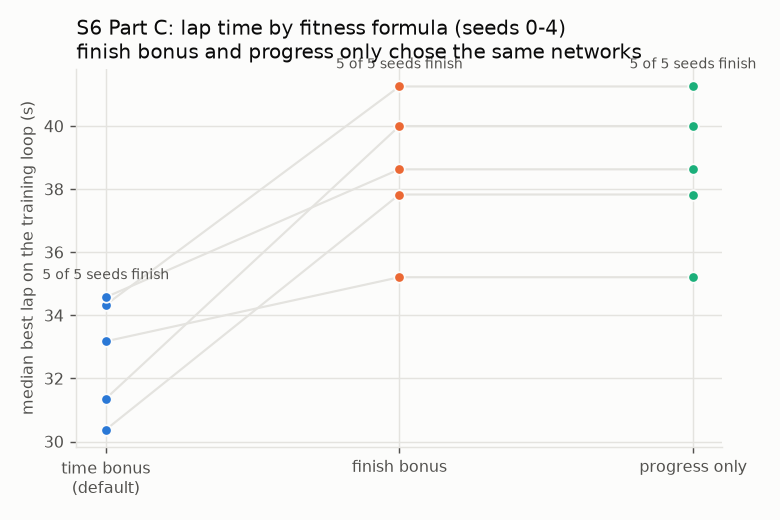 S6 Part C: lap time by fitness formula (seeds 0-4)
finish bonus and progress only chose the same networks
5 of 5 seeds finish
5 of 5 seeds finish
5 of 5 seeds finish
median best lap on the training loop (s)
40
38
36
34
32
30
time bonus
(default)
finish bonus
progress only